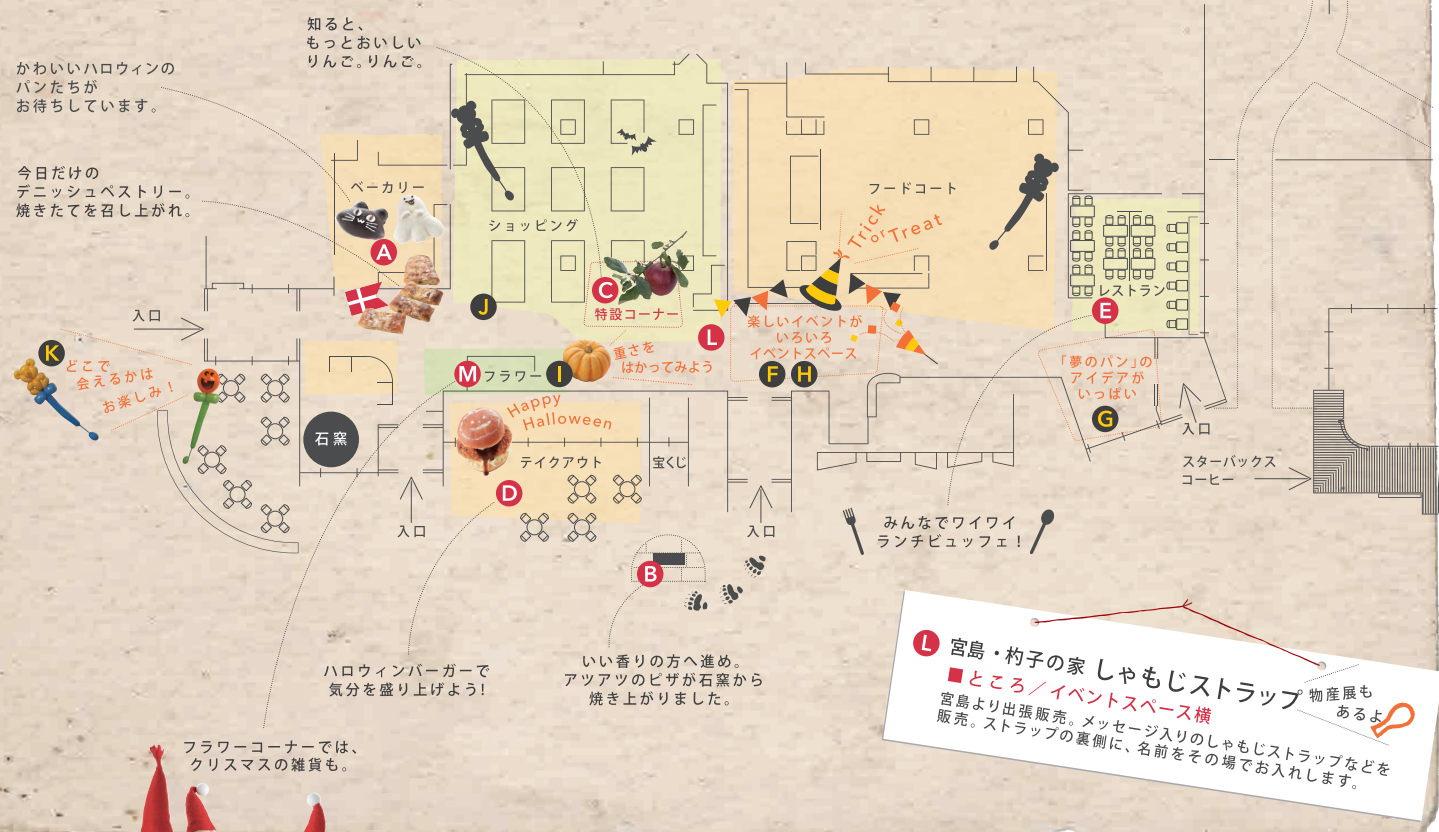 知ると、
もっとおいしい
りんご。りんご。
かわいいハロウィンの
パンたちが
お待ちしています。
今日だけの
デニッシュペストリー。
焼きたてを召し上がれ。
ベーカリー
A
ショッピング
J
C
特設コーナー
フードコート
Trick
or Treat
レストラン
E
L
楽しいイベントが
いろいろ
イベントスペース
F H
「夢のパン」の
アイデアが
いっぱい
G
入口
K
どこで
会えるかは
お楽しみ!
M フラワー I
重さを
はかってみよう
Happy
Halloween
石窯
テイクアウト
宝くじ
D
入口
入口
入口
スターバックス
コーヒー
みんなでワイワイ
ランチビュッフェ!
B
ハロウィンバーガーで
気分を盛り上げよう!
いい香りの方へ進め。
アツアツのピザが石窯から
焼き上がりました。
フラワーコーナーでは、
クリスマスの雑貨も。
L 宮島・杓子の家 しゃもじストラップ
■ところ/イベントスペース横
宮島より出張販売。メッセージ入りのしゃもじストラップなどを
販売。ストラップの裏側に、名前をその場でお入れします。
物産展も
あるよ